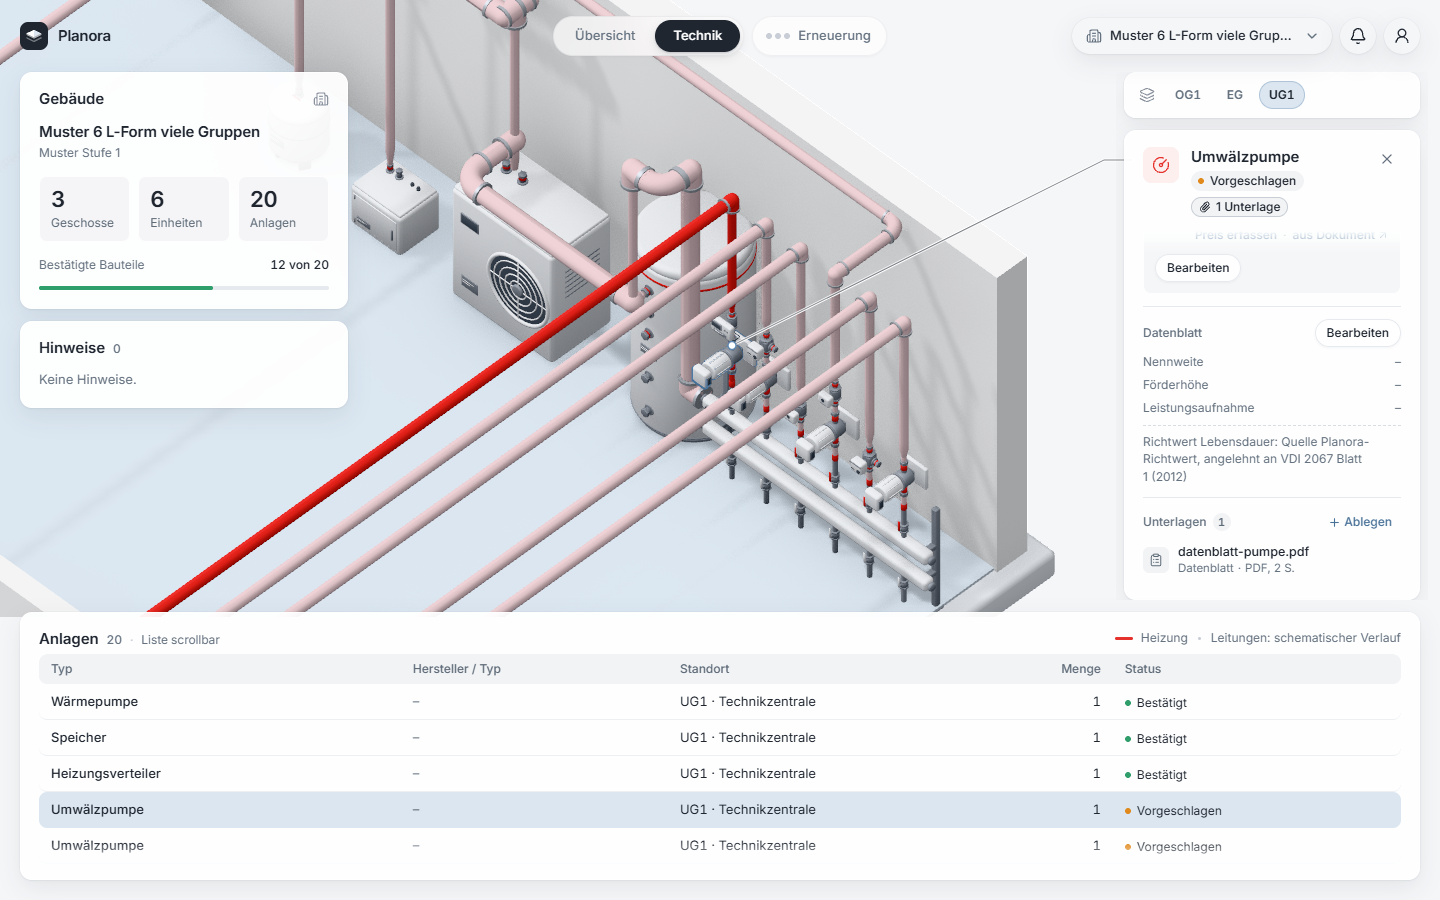 Planora
Übersicht
Technik
Erneuerung
Muster 6 L-Form viele Grup...
Gebäude
Muster 6 L-Form viele Gruppen
Muster Stufe 1
3
Geschosse
6
Einheiten
20
Anlagen
Bestätigte Bauteile
12 von 20
Hinweise 0
Keine Hinweise.
OG1
EG
UG1
Umwälzpumpe
Vorgeschlagen
1 Unterlage
Preis erfassen · aus Dokument
Bearbeiten
Datenblatt
Bearbeiten
Nennweite –
Förderhöhe –
Leistungsaufnahme –
Richtwert Lebensdauer: Quelle Planora-
Richtwert, angelehnt an VDI 2067 Blatt
1 (2012)
Unterlagen 1
+ Ablegen
datenblatt-pumpe.pdf
Datenblatt · PDF, 2 S.
Anlagen 20 · Liste scrollbar
Heizung • Leitungen: schematischer Verlauf
Typ Hersteller / Typ Standort Menge Status
Wärmepumpe – UG1 · Technikzentrale 1 Bestätigt
Speicher – UG1 · Technikzentrale 1 Bestätigt
Heizungsverteiler – UG1 · Technikzentrale 1 Bestätigt
Umwälzpumpe – UG1 · Technikzentrale 1 Vorgeschlagen
Umwälzpumpe – UG1 · Technikzentrale 1 Vorgeschlagen